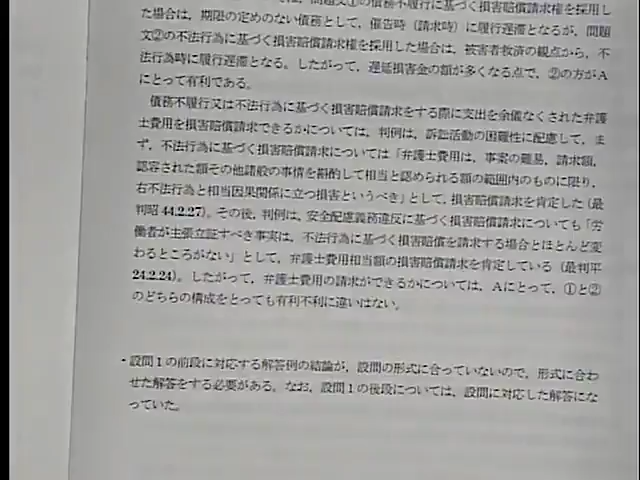 問題文①の債務不履行に基づく損害賠償請求権を採用し
た場合は，期限の定めのない債務として，催告時（請求時）に履行遅滞となるが，問題
文②の不法行為に基づく損害賠償請求権を採用した場合は，被害者救済の観点から，不
法行為時に履行遅滞となる。したがって，遅延損害金の額が多くなる点で，②の方がA
にとって有利である。
債務不履行又は不法行為に基づく損害賠償請求をする際に支出を余儀なくされた弁護
士費用を損害賠償請求できるかについては，判例は，訴訟活動の困難性に配慮して，ま
ず，不法行為に基づく損害賠償請求については「弁護士費用は，事案の難易，請求額，
認容された額その他諸般の事情を斟酌して相当と認められる額の範囲内のものに限り，
右不法行為と相当因果関係に立つ損害というべき」として，損害賠償請求を肯定した（最
判昭44.2.27）。その後，判例は，安全配慮義務違反に基づく損害賠償請求についても「労
働者が主張立証すべき事実は，不法行為に基づく損害賠償を請求する場合とほとんど変
わるところがない」として，弁護士費用相当額の損害賠償請求を肯定している（最判平
24.2.24）。したがって，弁護士費用の請求ができるかについては，Aにとって，①と②
のどちらの構成をとっても有利不利に違いはない。
・設問１の前段に対応する解答例の結論が，設問の形式に合っていないので，形式に合わ
せた解答をする必要がある。なお，設問１の後段については，設問に対応した解答にな
っていた。